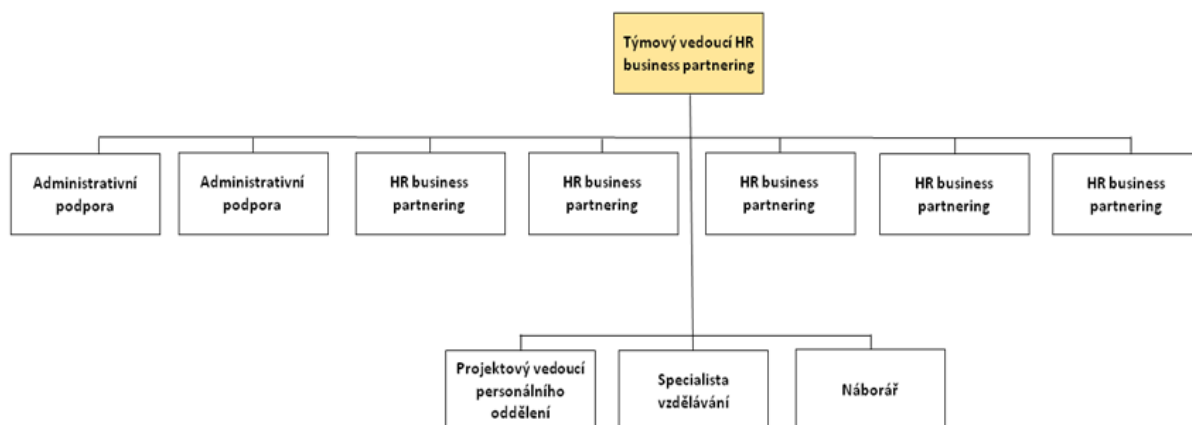 Týmový vedoucí HR
business partnering
Administrativní
podpora
Administrativní
podpora
HR business
partnering
HR business
partnering
HR business
partnering
HR business
partnering
HR business
partnering
Projektový vedoucí
personálního
oddělení
Specialista
vzdělávání
Náborář